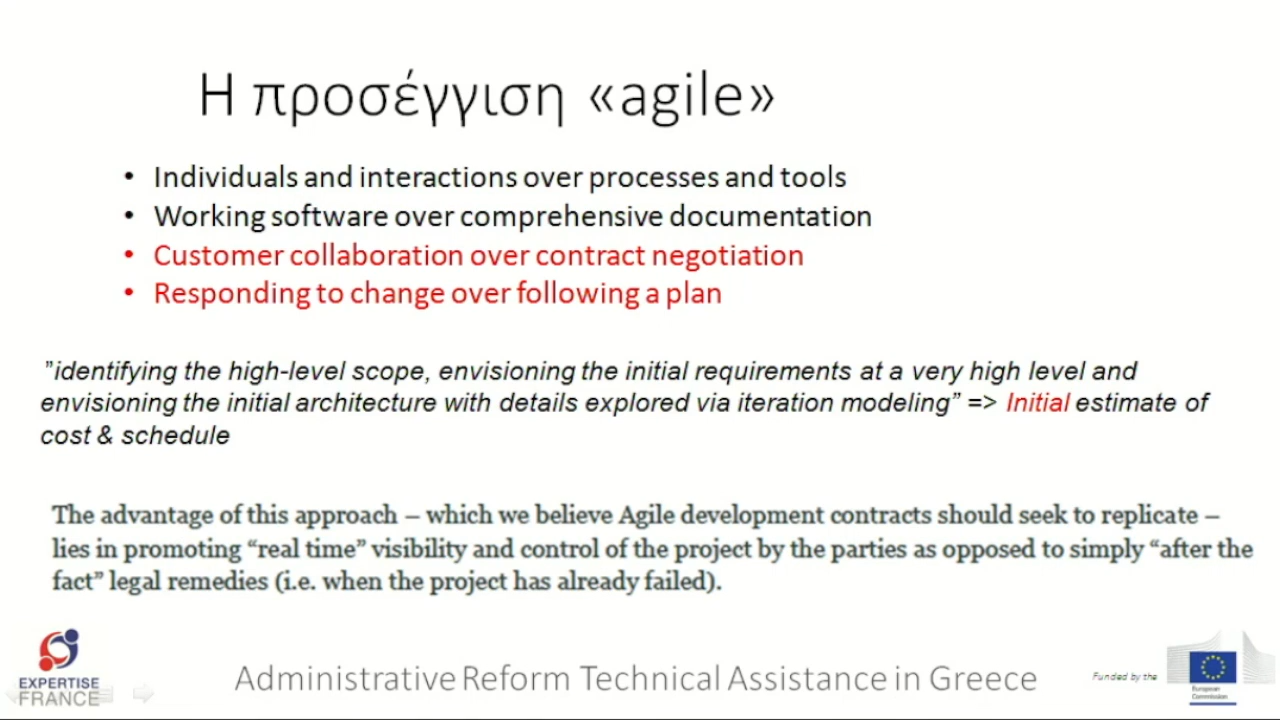 Η προσέγγιση «agile»
• Individuals and interactions over processes and tools
• Working software over comprehensive documentation
• Customer collaboration over contract negotiation
• Responding to change over following a plan
”identifying the high-level scope, envisioning the initial requirements at a very high level and
envisioning the initial architecture with details explored via iteration modeling” => Initial estimate of
cost & schedule
The advantage of this approach – which we believe Agile development contracts should seek to replicate –
lies in promoting “real time” visibility and control of the project by the parties as opposed to simply “after the
fact” legal remedies (i.e. when the project has already failed).
EXPERTISE
FRANCE
Administrative Reform Technical Assistance in Greece
Funded by the
European
Commission